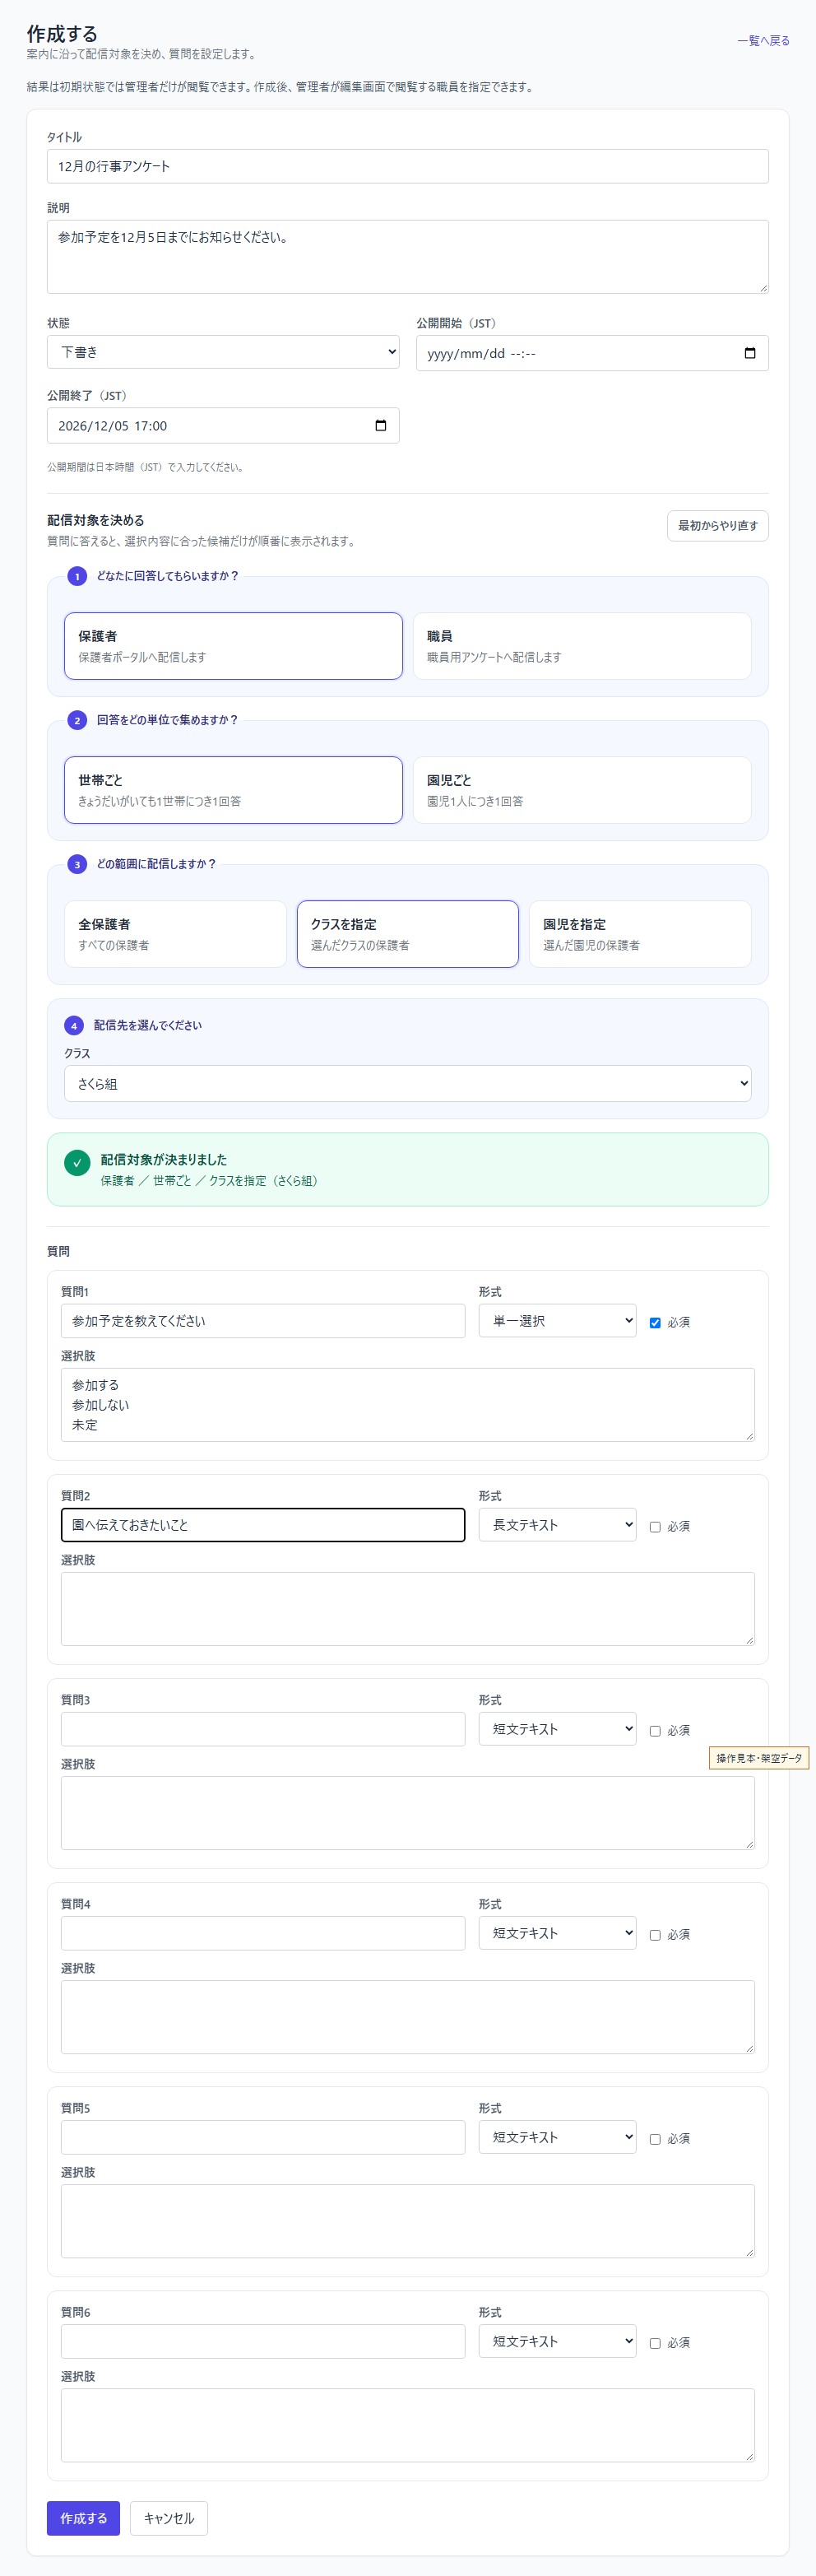 作成する
案内に沿って配信対象を決め、質問を設定します。
一覧へ戻る
結果は初期状態では管理者だけが閲覧できます。作成後、管理者が編集画面で閲覧する職員を指定できます。
タイトル
12月の行事アンケート
説明
参加予定を12月5日までにお知らせください。
状態
下書き
公開開始（JST）
yyyy/mm/dd --:--
公開終了（JST）
2026/12/05 17:00
公開期間は日本時間（JST）で入力してください。
配信対象を決める
質問に答えると、選択内容に合った候補だけが順番に表示されます。
最初からやり直す
1 どなたに回答してもらいますか？
保護者
保護者ポータルへ配信します
職員
職員用アンケートへ配信します
2 回答をどの単位で集めますか？
世帯ごと
きょうだいがいても1世帯につき1回答
園児ごと
園児1人につき1回答
3 どの範囲に配信しますか？
全保護者
すべての保護者
クラスを指定
選んだクラスの保護者
園児を指定
選んだ園児の保護者
4 配信先を選んでください
クラス
さくら組
✓ 配信対象が決まりました
保護者 ／ 世帯ごと ／ クラスを指定（さくら組）
質問
質問1
参加予定を教えてください
形式
単一選択
必須
選択肢
参加する
参加しない
未定
質問2
園へ伝えておきたいこと
形式
長文テキスト
必須
選択肢
質問3
形式
短文テキスト
必須
操作見本・架空データ
選択肢
質問4
形式
短文テキスト
必須
選択肢
質問5
形式
短文テキスト
必須
選択肢
質問6
形式
短文テキスト
必須
選択肢
作成する
キャンセル